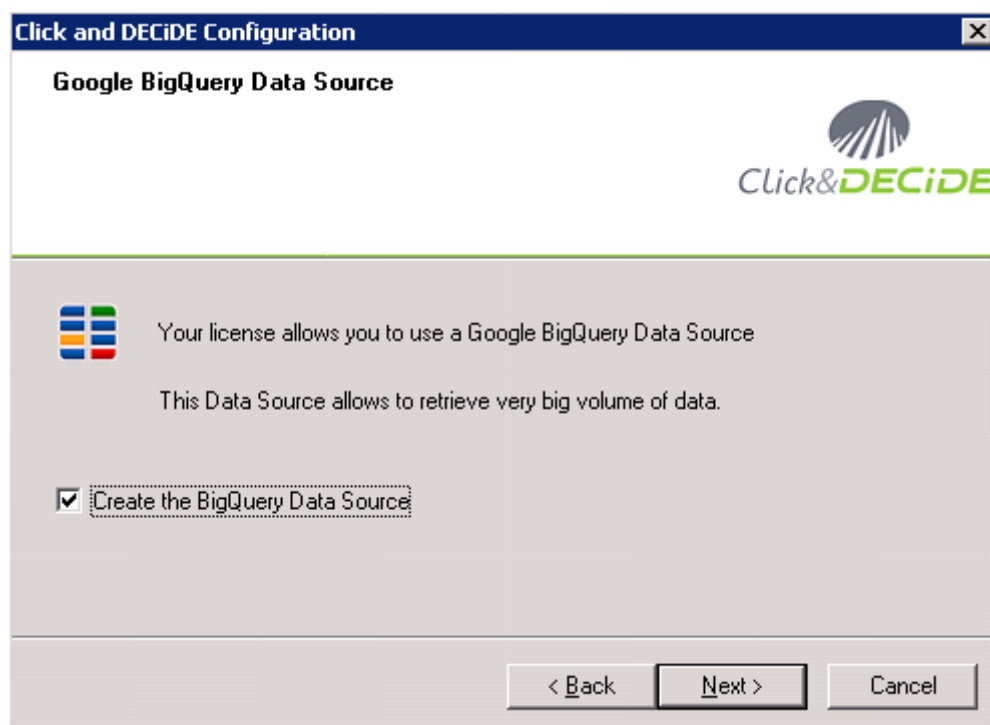 Click and DECiDE Configuration
Google BigQuery Data Source
Click&DECiDE
Your license allows you to use a Google BigQuery Data Source
This Data Source allows to retrieve very big volume of data.
Create the BigQuery Data Source
< Back Next > Cancel